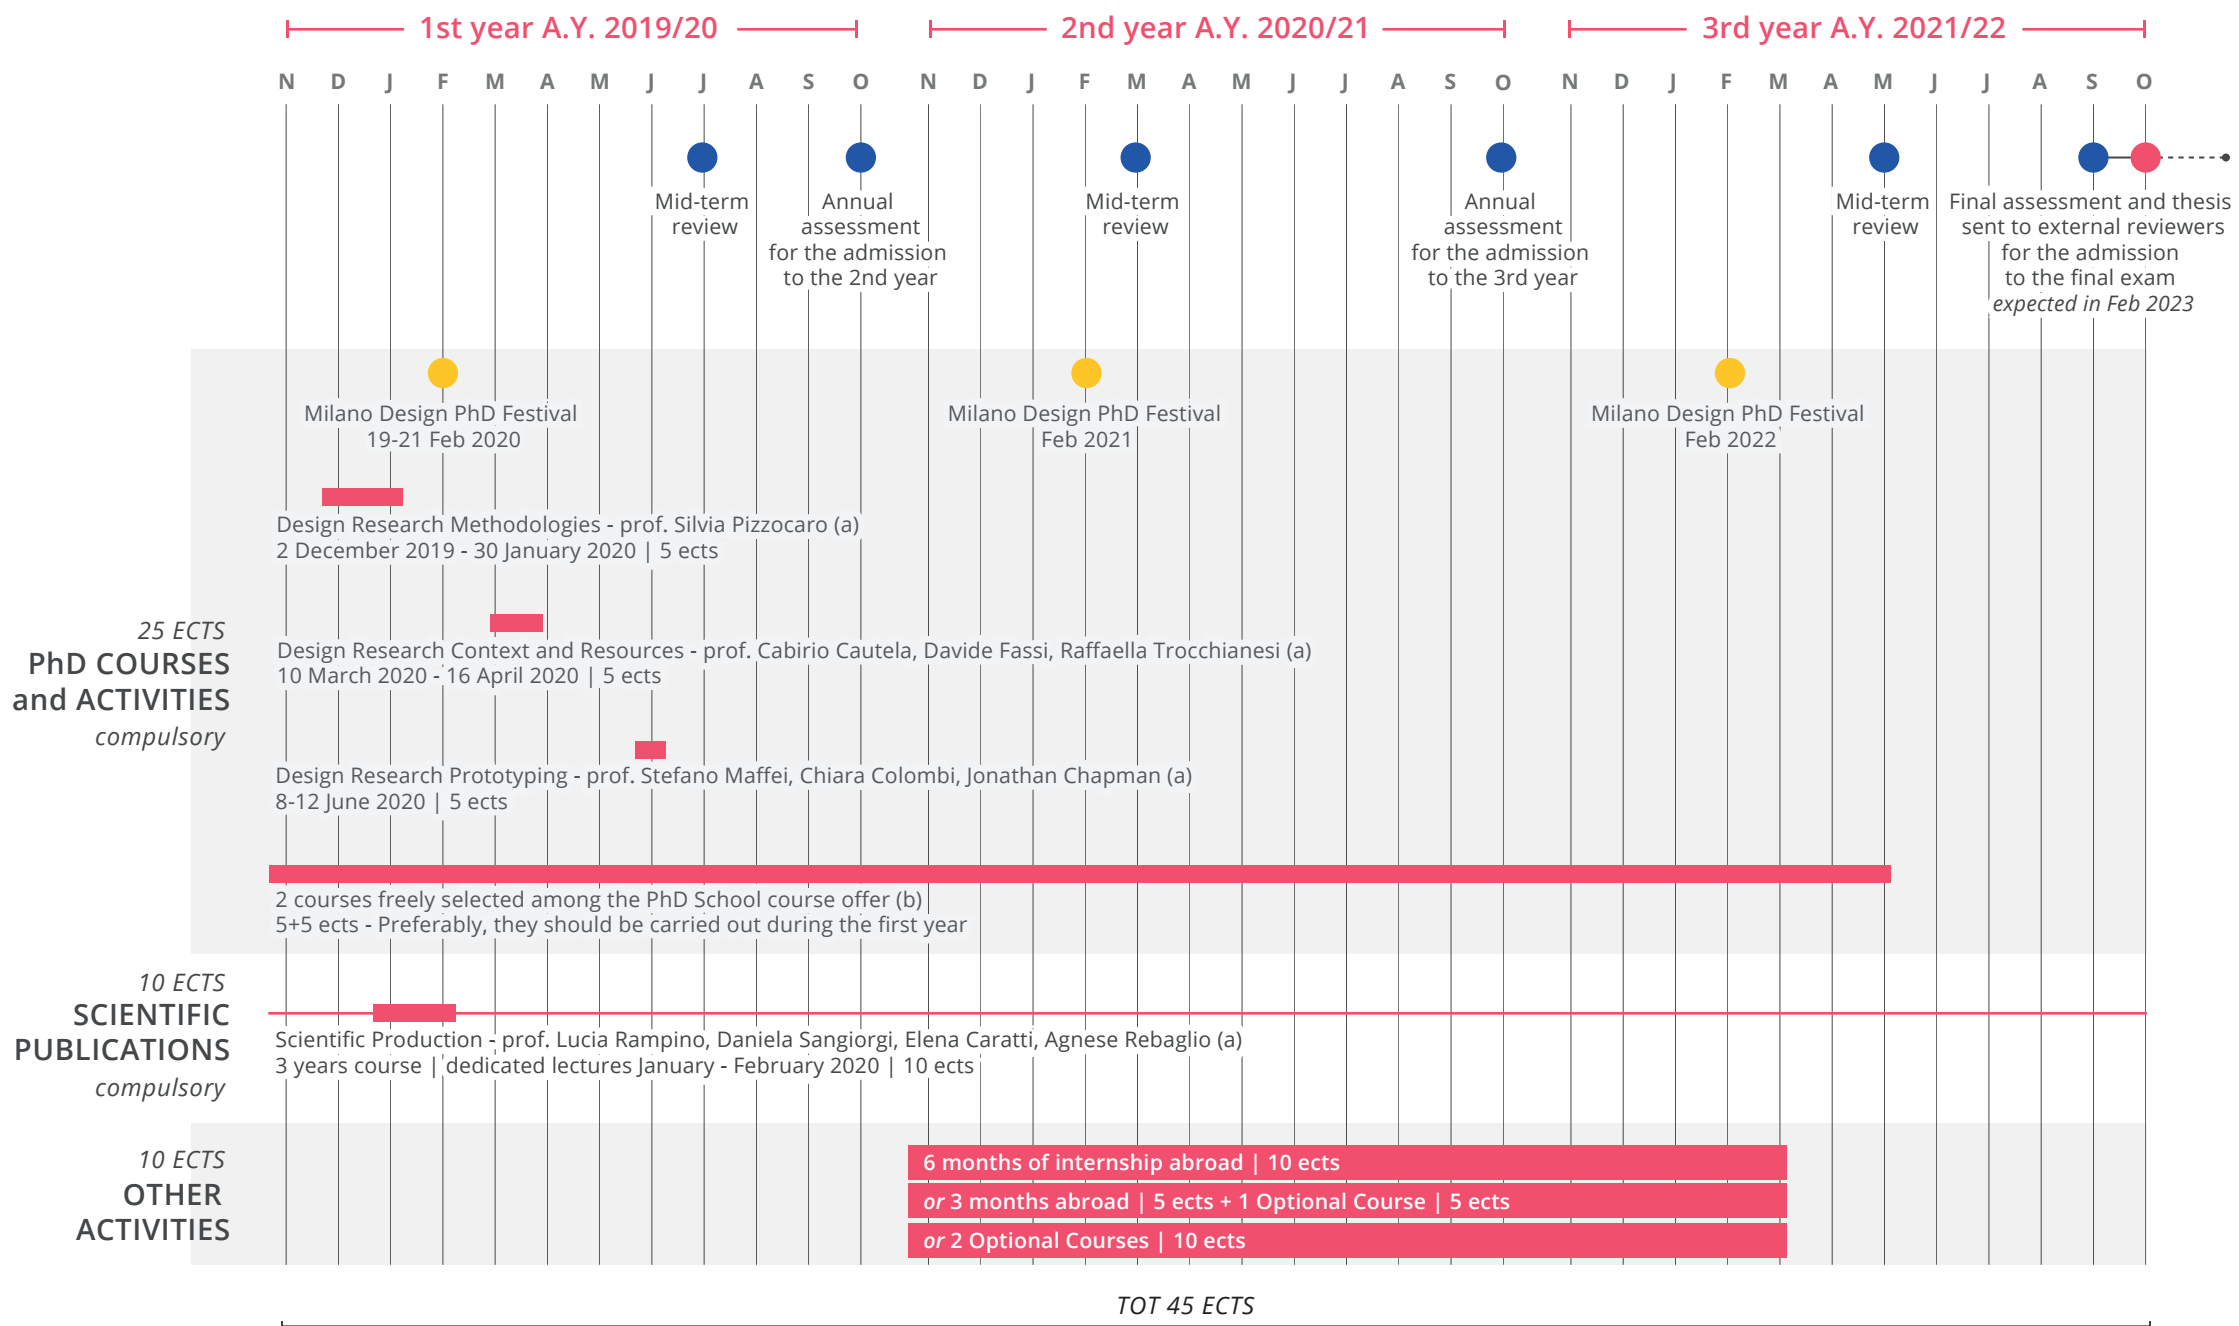 1st year A.Y. 2019/20 2nd year A.Y. 2020/21 3rd year A.Y. 2021/22
N D J F M A M J J A S O N D J F M A M J J A S O N D J F M A M J J A S O
Mid-term
review
Annual
assessment
for the admission
to the 2nd year
Mid-term
review
Annual
assessment
for the admission
to the 3rd year
Mid-term
review
Final assessment and thesis
sent to external reviewers
for the admission
to the final exam
expected in Feb 2023
Milano Design PhD Festival
19-21 Feb 2020
Milano Design PhD Festival
Feb 2021
Milano Design PhD Festival
Feb 2022
25 ECTS
PhD COURSES
and ACTIVITIES
compulsory
Design Research Methodologies - prof. Silvia Pizzocaro (a)
2 December 2019 - 30 January 2020 | 5 ects
Design Research Context and Resources - prof. Cabirio Cautela, Davide Fassi, Raffaella Trocchianesi (a)
10 March 2020 - 16 April 2020 | 5 ects
Design Research Prototyping - prof. Stefano Maffei, Chiara Colombi, Jonathan Chapman (a)
8-12 June 2020 | 5 ects
2 courses freely selected among the PhD School course offer (b)
5+5 ects - Preferably, they should be carried out during the first year
10 ECTS
SCIENTIFIC
PUBLICATIONS
compulsory
Scientific Production - prof. Lucia Rampino, Daniela Sangiorgi, Elena Caratti, Agnese Rebaglio (a)
3 years course | dedicated lectures January - February 2020 | 10 ects
10 ECTS
OTHER
ACTIVITIES
6 months of internship abroad | 10 ects
or 3 months abroad | 5 ects + 1 Optional Course | 5 ects
or 2 Optional Courses | 10 ects
TOT 45 ECTS